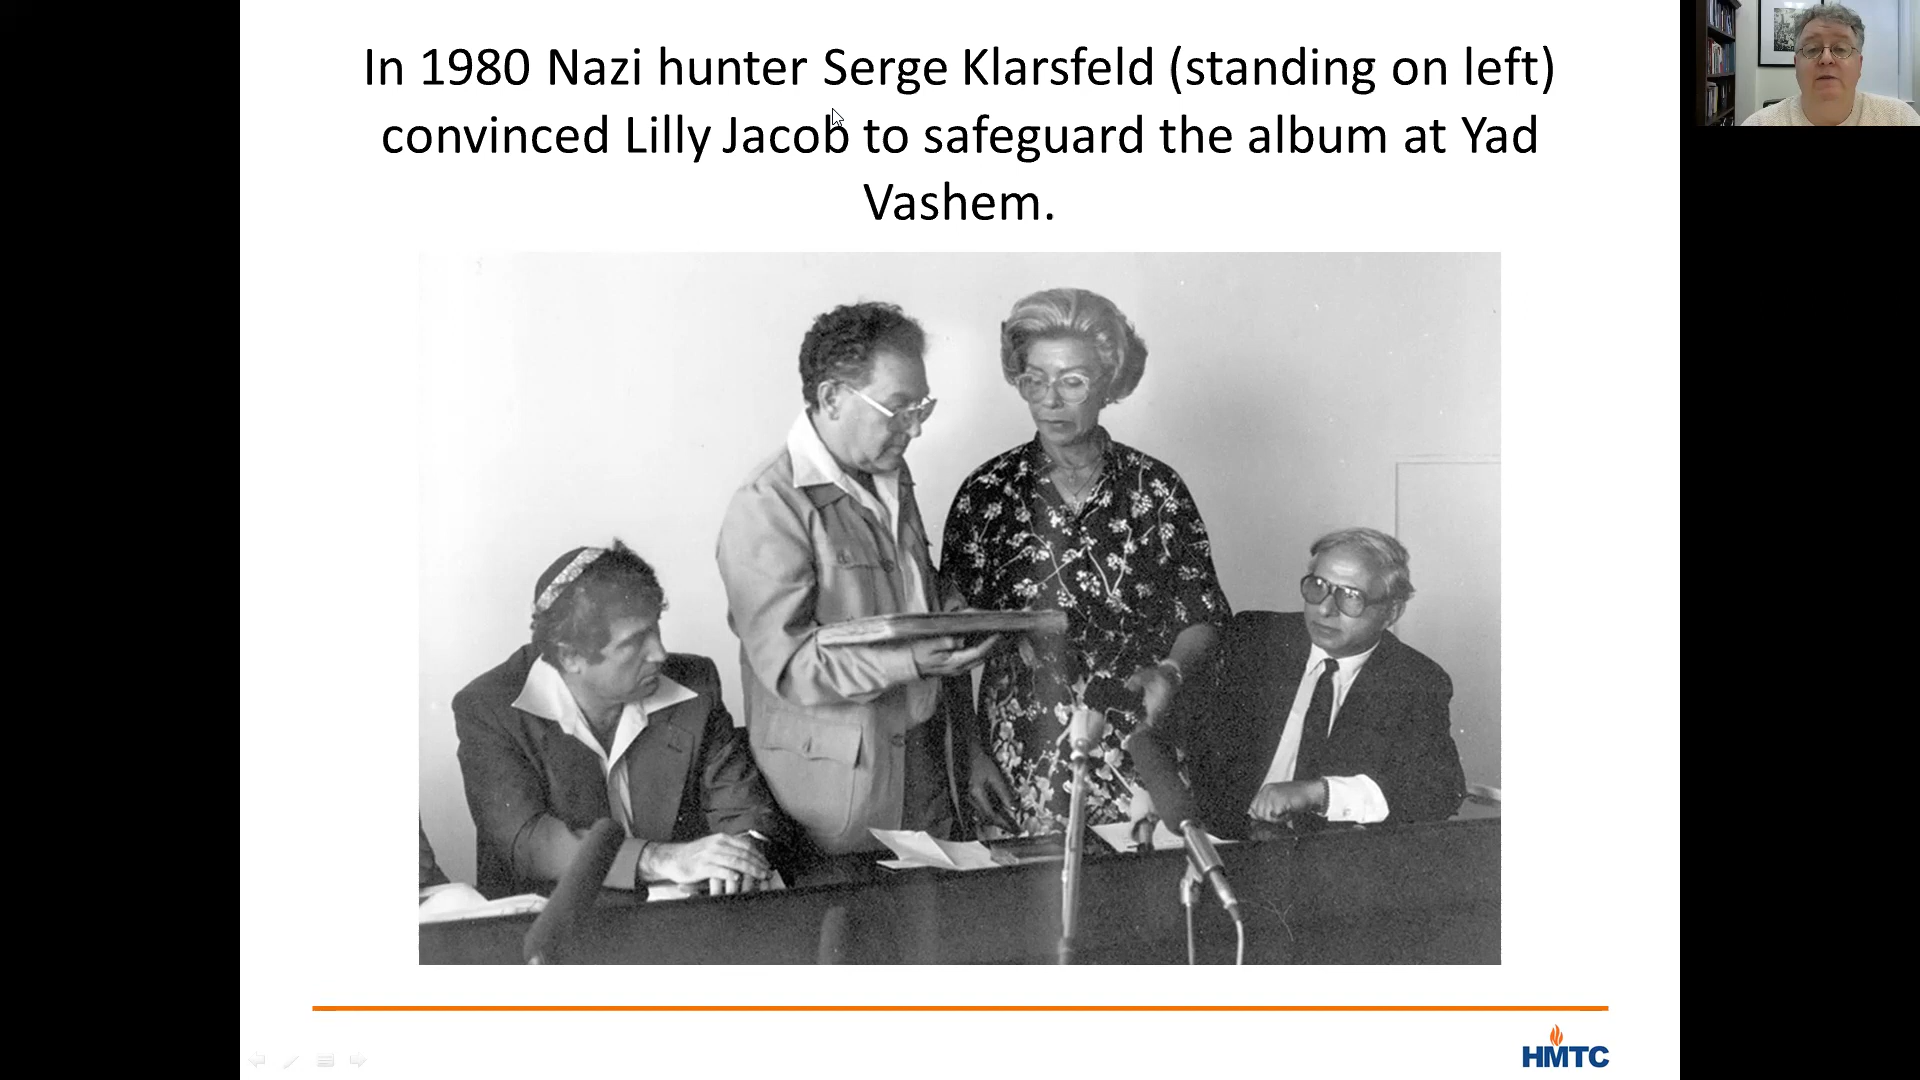 In 1980 Nazi hunter Serge Klarsfeld (standing on left)
convinced Lilly Jacob to safeguard the album at Yad
Vashem.
HMTC